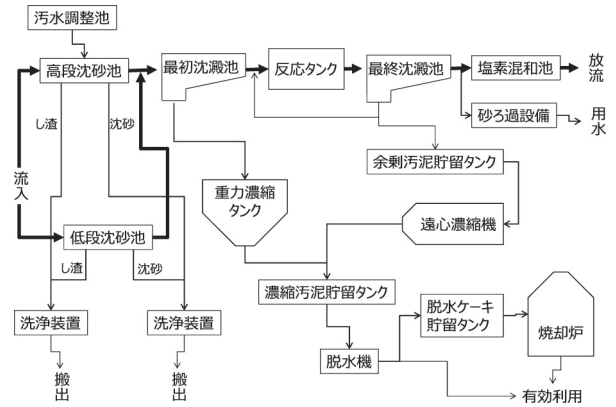 汚水調整池
高段沈砂池
最初沈澱池
反応タンク
最終沈澱池
塩素混和池
放流
砂ろ過設備
用水
し渣
沈砂
流入
余剰汚泥貯留タンク
重力濃縮
タンク
遠心濃縮機
低段沈砂池
し渣
沈砂
濃縮汚泥貯留タンク
脱水ケーキ
貯留タンク
焼却炉
洗浄装置
洗浄装置
脱水機
搬出
搬出
有効利用